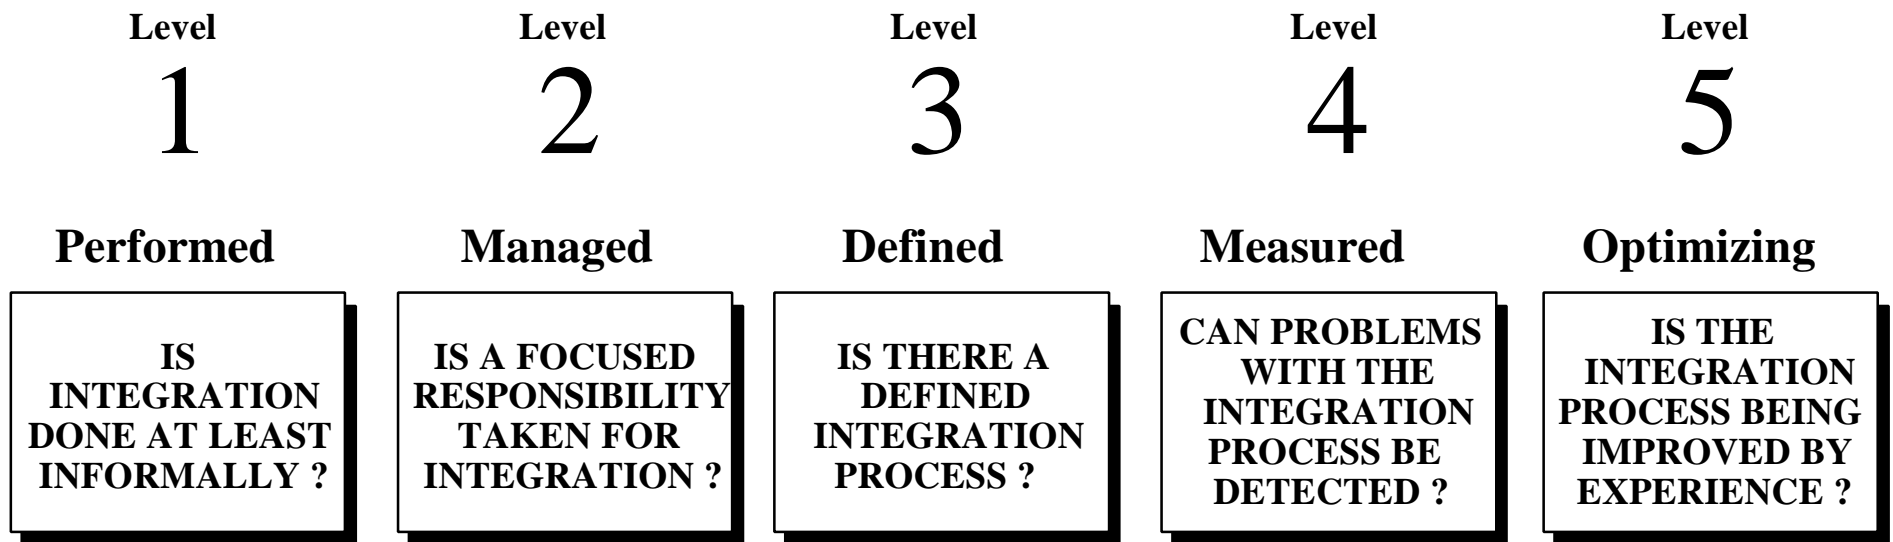 Level
1
Performed
IS
INTEGRATION
DONE AT LEAST
INFORMALLY ?
Level
2
Managed
IS A FOCUSED
RESPONSIBILITY
TAKEN FOR
INTEGRATION ?
Level
3
Defined
IS THERE A
DEFINED
INTEGRATION
PROCESS ?
Level
4
Measured
CAN PROBLEMS
WITH THE
INTEGRATION
PROCESS BE
DETECTED ?
Level
5
Optimizing
IS THE
INTEGRATION
PROCESS BEING
IMPROVED BY
EXPERIENCE ?